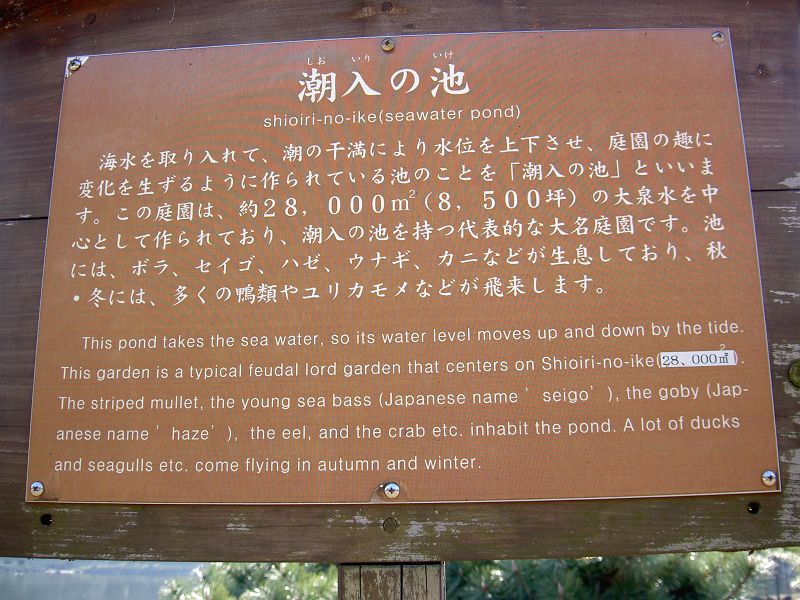 しおいり いけ
潮入の池
shioiri-no-ike(seawater pond)
海水を取り入れて、潮の干満により水位を上下させ、庭園の趣に
変化を生ずるように作られている池のことを「潮入の池」といいま
す。この庭園は、約２８，０００㎡（８，５００坪）の大泉水を中
心として作られており、潮入の池を持つ代表的な大名庭園です。池
には、ボラ、セイゴ、ハゼ、ウナギ、カニなどが生息しており、秋
・冬には、多くの鴨類やユリカモメなどが飛来します。
This pond takes the sea water, so its water level moves up and down by the tide.
This garden is a typical feudal lord garden that centers on Shioiri-no-ike(28、000㎡).
The striped mullet, the young sea bass (Japanese name ’seigo’), the goby (Jap-
anese name ’haze’), the eel, and the crab etc. inhabit the pond. A lot of ducks
and seagulls etc. come flying in autumn and winter.